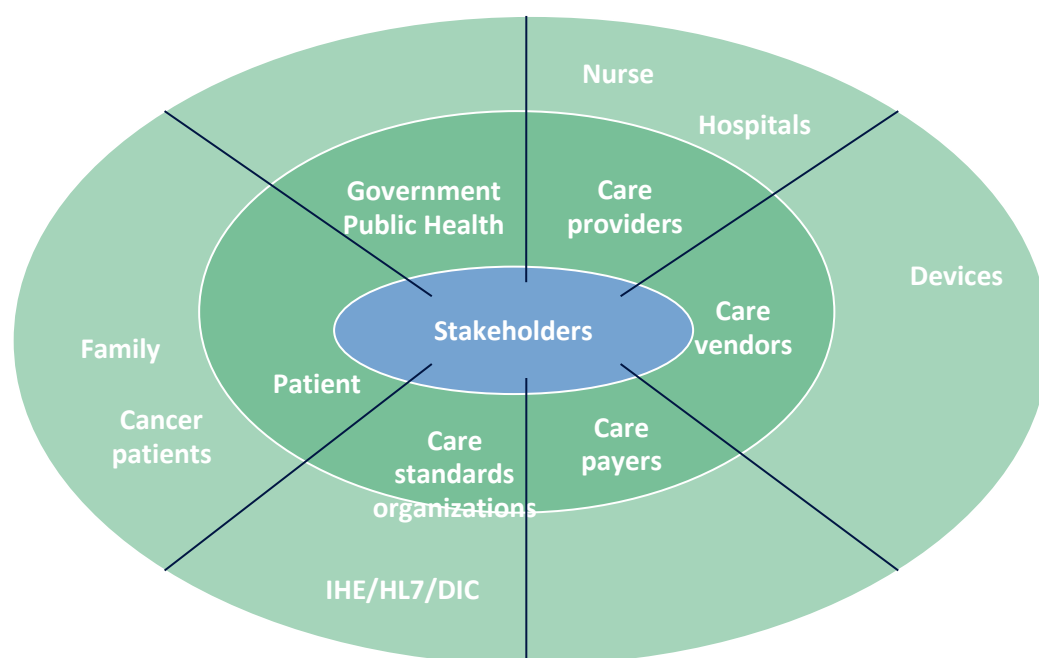 Nurse
Hospitals
Government
Public Health
Care
providers
Devices
Stakeholders
Care
vendors
Family
Patient
Cancer
patients
Care
standards
organizations
Care
payers
IHE/HL7/DIC